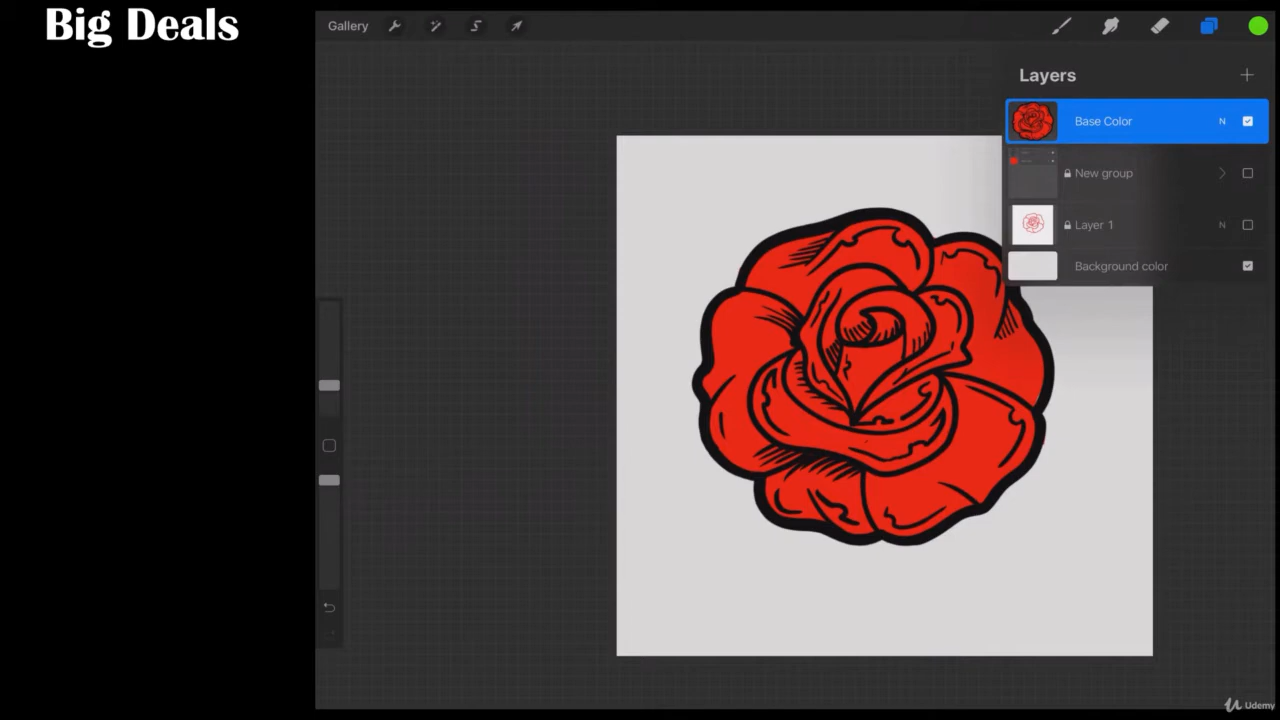 Big Deals
Gallery
Layers
Base Color N
New group
Layer 1 N
Background color
Udemy